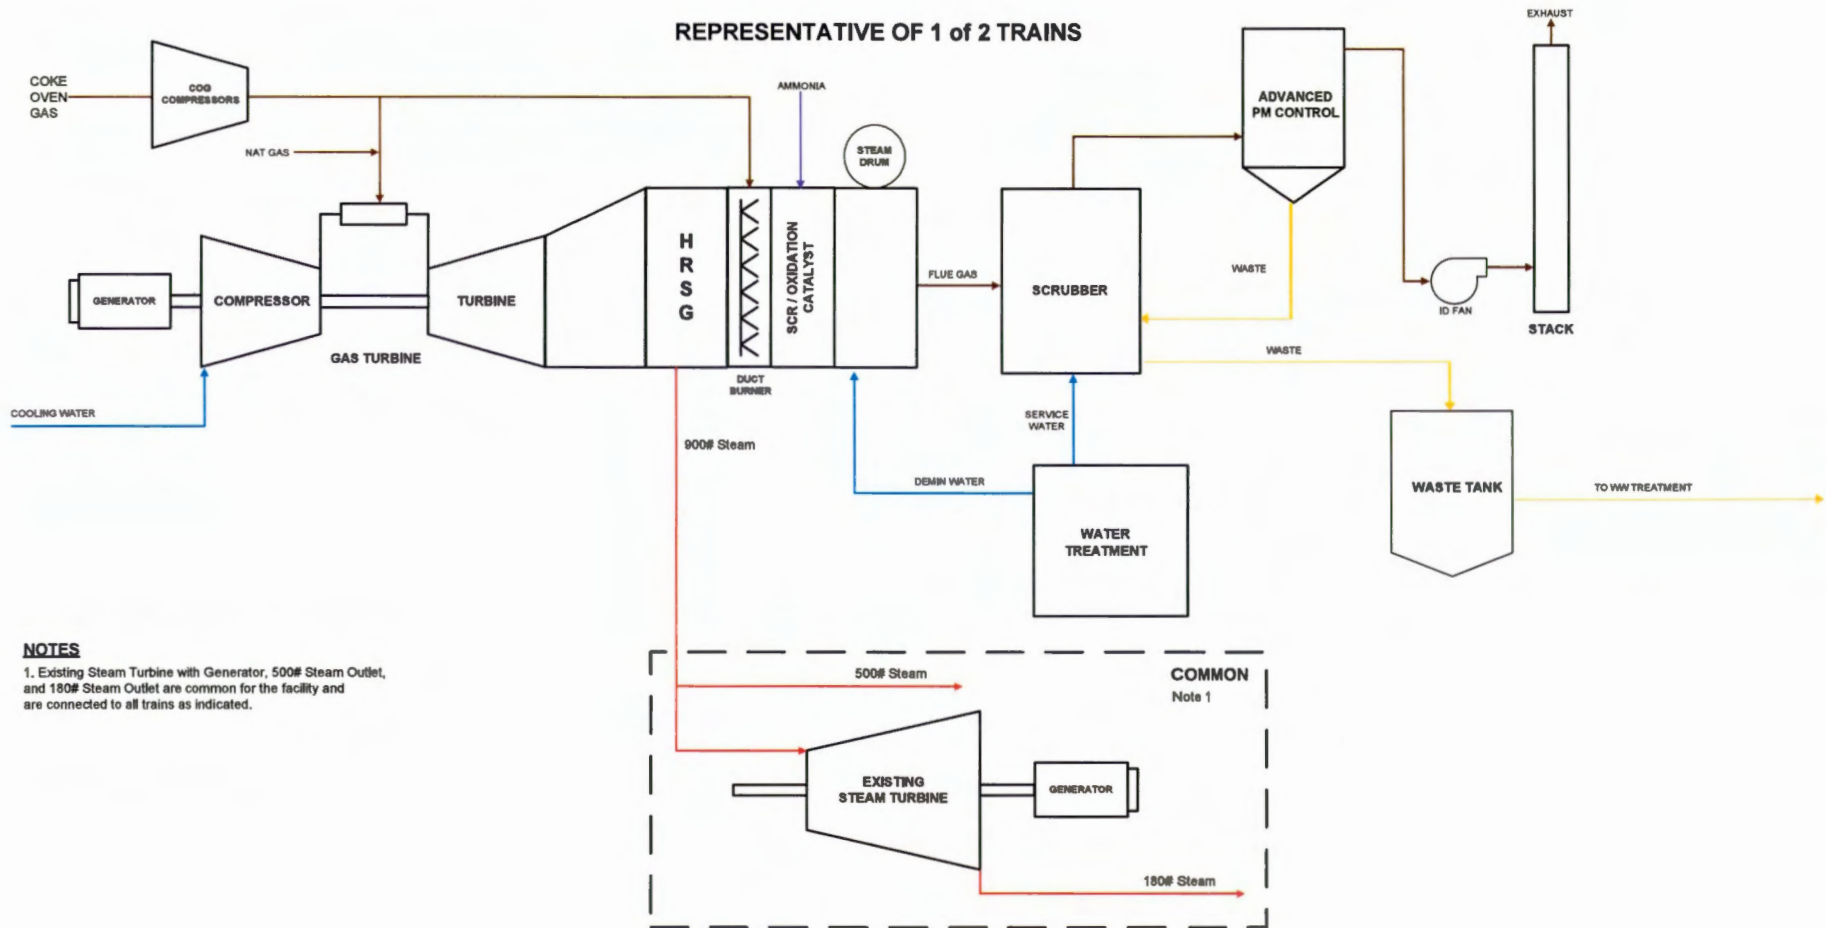 REPRESENTATIVE OF 1 of 2 TRAINS
EXHAUST
COKE
OVEN
GAS
COG
COMPRESSORS
NAT GAS
AMMONIA
STEAM
DRUM
ADVANCED
PM CONTROL
GENERATOR
COMPRESSOR
TURBINE
GAS TURBINE
H
R
S
G
DUCT
BURNER
SCR / OXIDATION
CATALYST
FLUE GAS
SCRUBBER
WASTE
ID FAN
STACK
WASTE
COOLING WATER
900# Steam
SERVICE
WATER
DEMIN WATER
WATER
TREATMENT
WASTE TANK
TO WW TREATMENT
NOTES
1. Existing Steam Turbine with Generator, 500# Steam Outlet,
and 180# Steam Outlet are common for the facility and
are connected to all trains as indicated.
500# Steam
COMMON
Note 1
EXISTING
STEAM TURBINE
GENERATOR
180# Steam